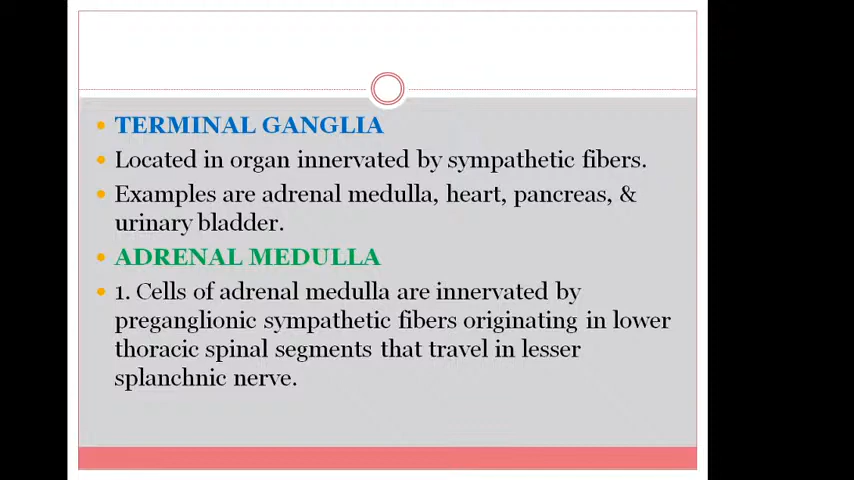 TERMINAL GANGLIA
Located in organ innervated by sympathetic fibers.
Examples are adrenal medulla, heart, pancreas, &
urinary bladder.
ADRENAL MEDULLA
1. Cells of adrenal medulla are innervated by
preganglionic sympathetic fibers originating in lower
thoracic spinal segments that travel in lesser
splanchnic nerve.